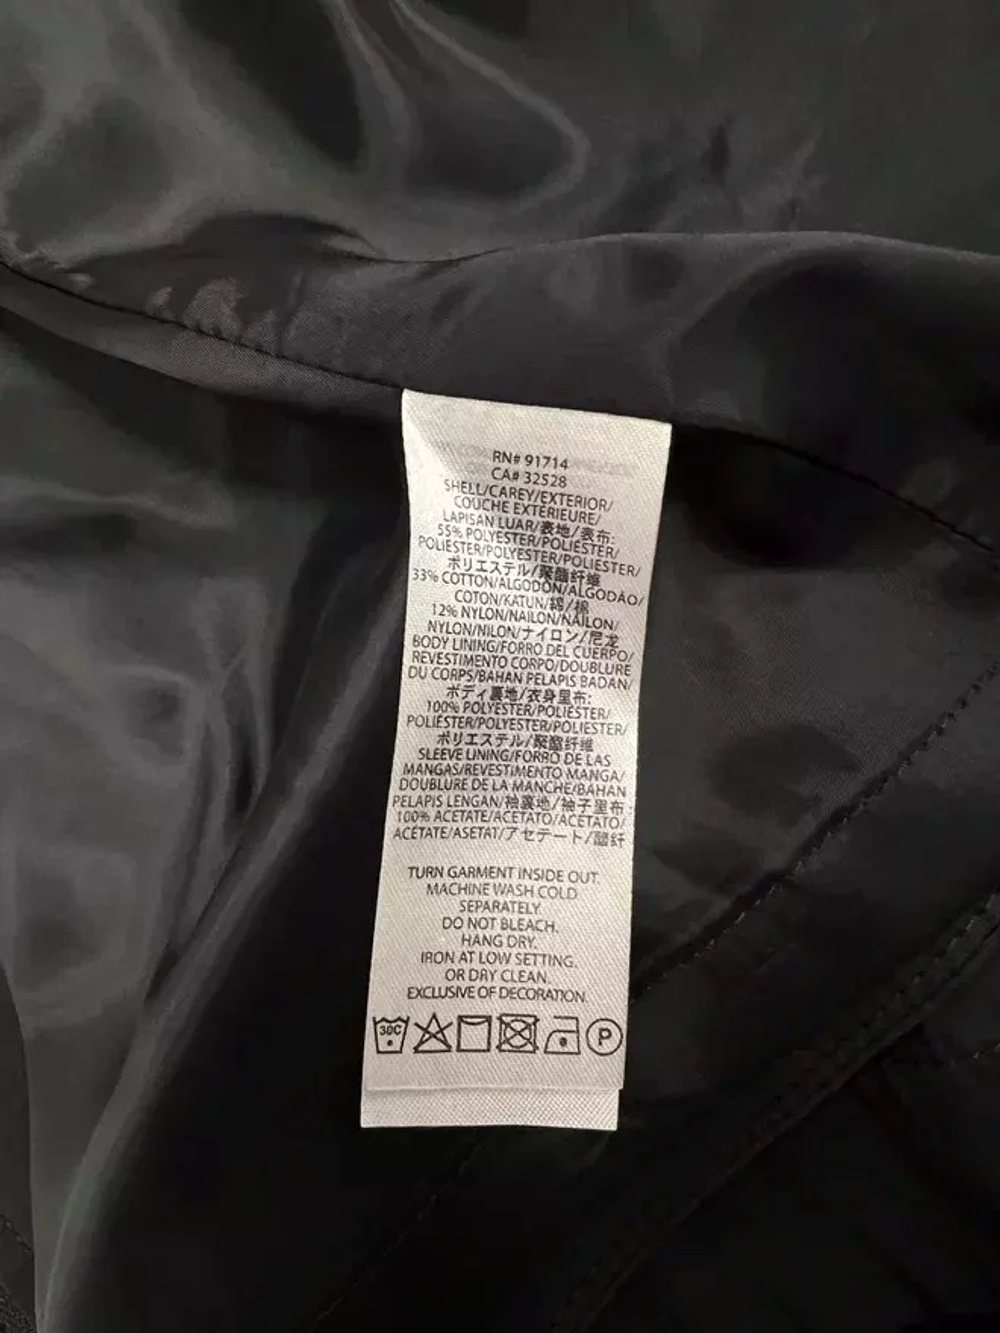 RN# 91714
CA# 32528
SHELL/CAREY/EXTERIOR/
COUCHE EXTÉRIEURE/
LAPISAN LUAR/表地/表布:
55% POLYESTER/POLIÉSTER/
POLIÉSTER/POLYESTER/POLIESTER/
ポリエステル/聚酯纤维
33% COTTON/ALGODÓN/ALGODÃO/
COTON/KATUN/綿/棉
12% NYLON/NAILON/NÁILON/
NYLON/NILON/ナイロン/尼龙
BODY LINING/FORRO DEL CUERPO/
REVESTIMENTO CORPO/DOUBLURE
DU CORPS/BAHAN PELAPIS BADAN/
ボディ裏地/衣身里布:
100% POLYESTER/POLIÉSTER/
POLIÉSTER/POLYESTER/POLIESTER/
ポリエステル/聚酯纤维
SLEEVE LINING/FORRO DE LAS
MANGAS/REVESTIMENTO MANGA/
DOUBLURE DE LA MANCHE/BAHAN
PELAPIS LENGAN/袖裏地/袖子里布:
100% ACETATE/ACETATO/ACETATO/
ACÉTATE/ASETAT/アセテート/醋纤
TURN GARMENT INSIDE OUT.
MACHINE WASH COLD
SEPARATELY.
DO NOT BLEACH.
HANG DRY.
IRON AT LOW SETTING.
OR DRY CLEAN.
EXCLUSIVE OF DECORATION.
30C P